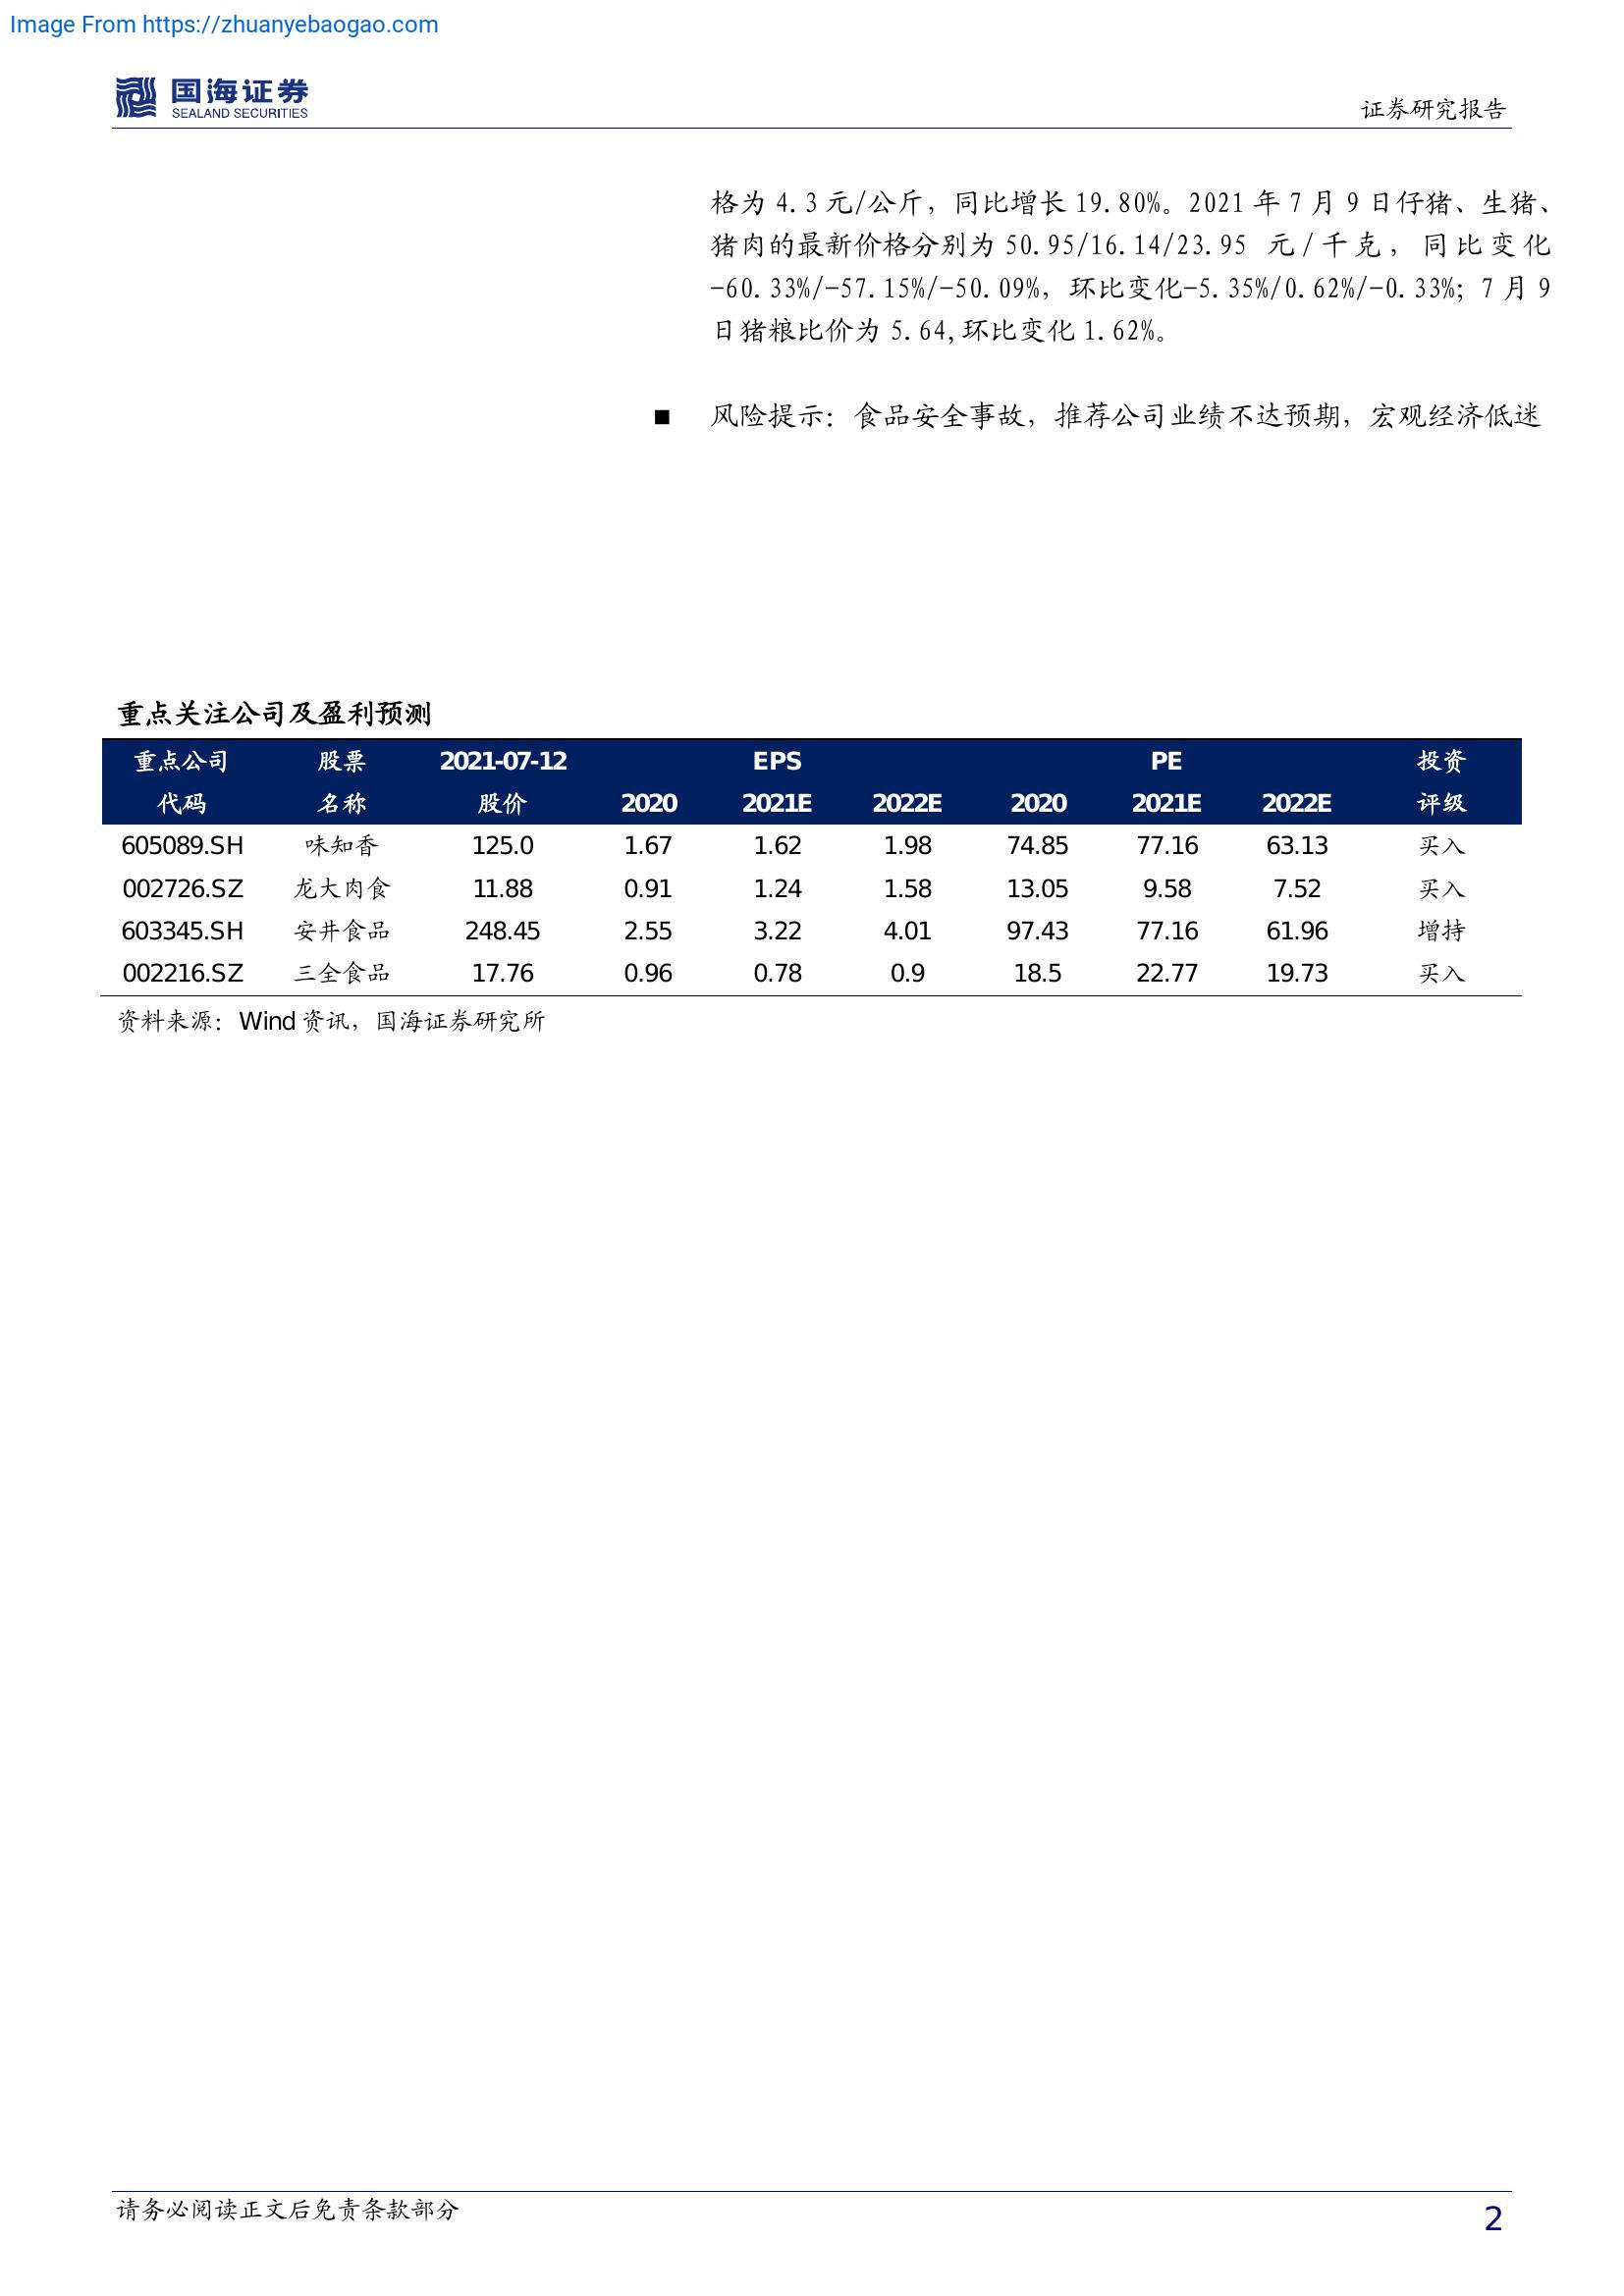 Image From https://zhuanyebaogao.com
国海证券
SEALAND SECURITIES
证券研究报告
格为 4.3 元/公斤，同比增长 19.80%。2021 年 7 月 9 日仔猪、生猪、
猪肉的最新价格分别为 50.95/16.14/23.95 元/千克，同比变化
-60.33%/-57.15%/-50.09%，环比变化-5.35%/0.62%/-0.33%；7 月 9
日猪粮比价为 5.64,环比变化 1.62%。
■ 风险提示：食品安全事故，推荐公司业绩不达预期，宏观经济低迷
重点关注公司及盈利预测
重点公司 股票 2021-07-12 EPS PE 投资
代码 名称 股价 2020 2021E 2022E 2020 2021E 2022E 评级
605089.SH 味知香 125.0 1.67 1.62 1.98 74.85 77.16 63.13 买入
002726.SZ 龙大肉食 11.88 0.91 1.24 1.58 13.05 9.58 7.52 买入
603345.SH 安井食品 248.45 2.55 3.22 4.01 97.43 77.16 61.96 增持
002216.SZ 三全食品 17.76 0.96 0.78 0.9 18.5 22.77 19.73 买入
资料来源：Wind 资讯，国海证券研究所
请务必阅读正文后免责条款部分
2